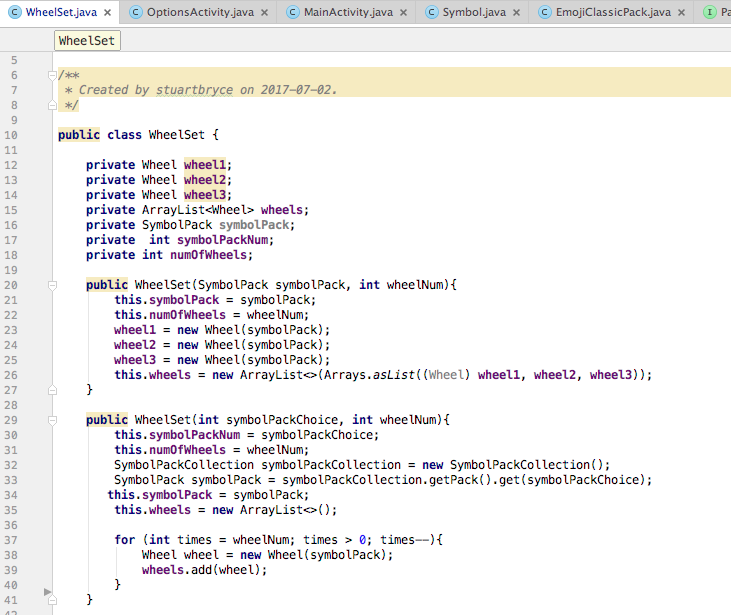 WheelSet.java × OptionsActivity.java × MainActivity.java × Symbol.java × EmojiClassicPack.java × Pa
WheelSet
5
6 /**
7 * Created by stuartbryce on 2017-07-02.
8 */
9
10 public class WheelSet {
11
12 private Wheel wheel1;
13 private Wheel wheel2;
14 private Wheel wheel3;
15 private ArrayList<Wheel> wheels;
16 private SymbolPack symbolPack;
17 private  int symbolPackNum;
18 private int numOfWheels;
19
20 public WheelSet(SymbolPack symbolPack, int wheelNum){
21 this.symbolPack = symbolPack;
22 this.numOfWheels = wheelNum;
23 wheel1 = new Wheel(symbolPack);
24 wheel2 = new Wheel(symbolPack);
25 wheel3 = new Wheel(symbolPack);
26 this.wheels = new ArrayList<>(Arrays.asList((Wheel) wheel1, wheel2, wheel3));
27 }
28
29 public WheelSet(int symbolPackChoice, int wheelNum){
30 this.symbolPackNum = symbolPackChoice;
31 this.numOfWheels = wheelNum;
32 SymbolPackCollection symbolPackCollection = new SymbolPackCollection();
33 SymbolPack symbolPack = symbolPackCollection.getPack().get(symbolPackChoice);
34 this.symbolPack = symbolPack;
35 this.wheels = new ArrayList<>();
36
37 for (int times = wheelNum; times > 0; times--){
38 Wheel wheel = new Wheel(symbolPack);
39 wheels.add(wheel);
40 }
41 }